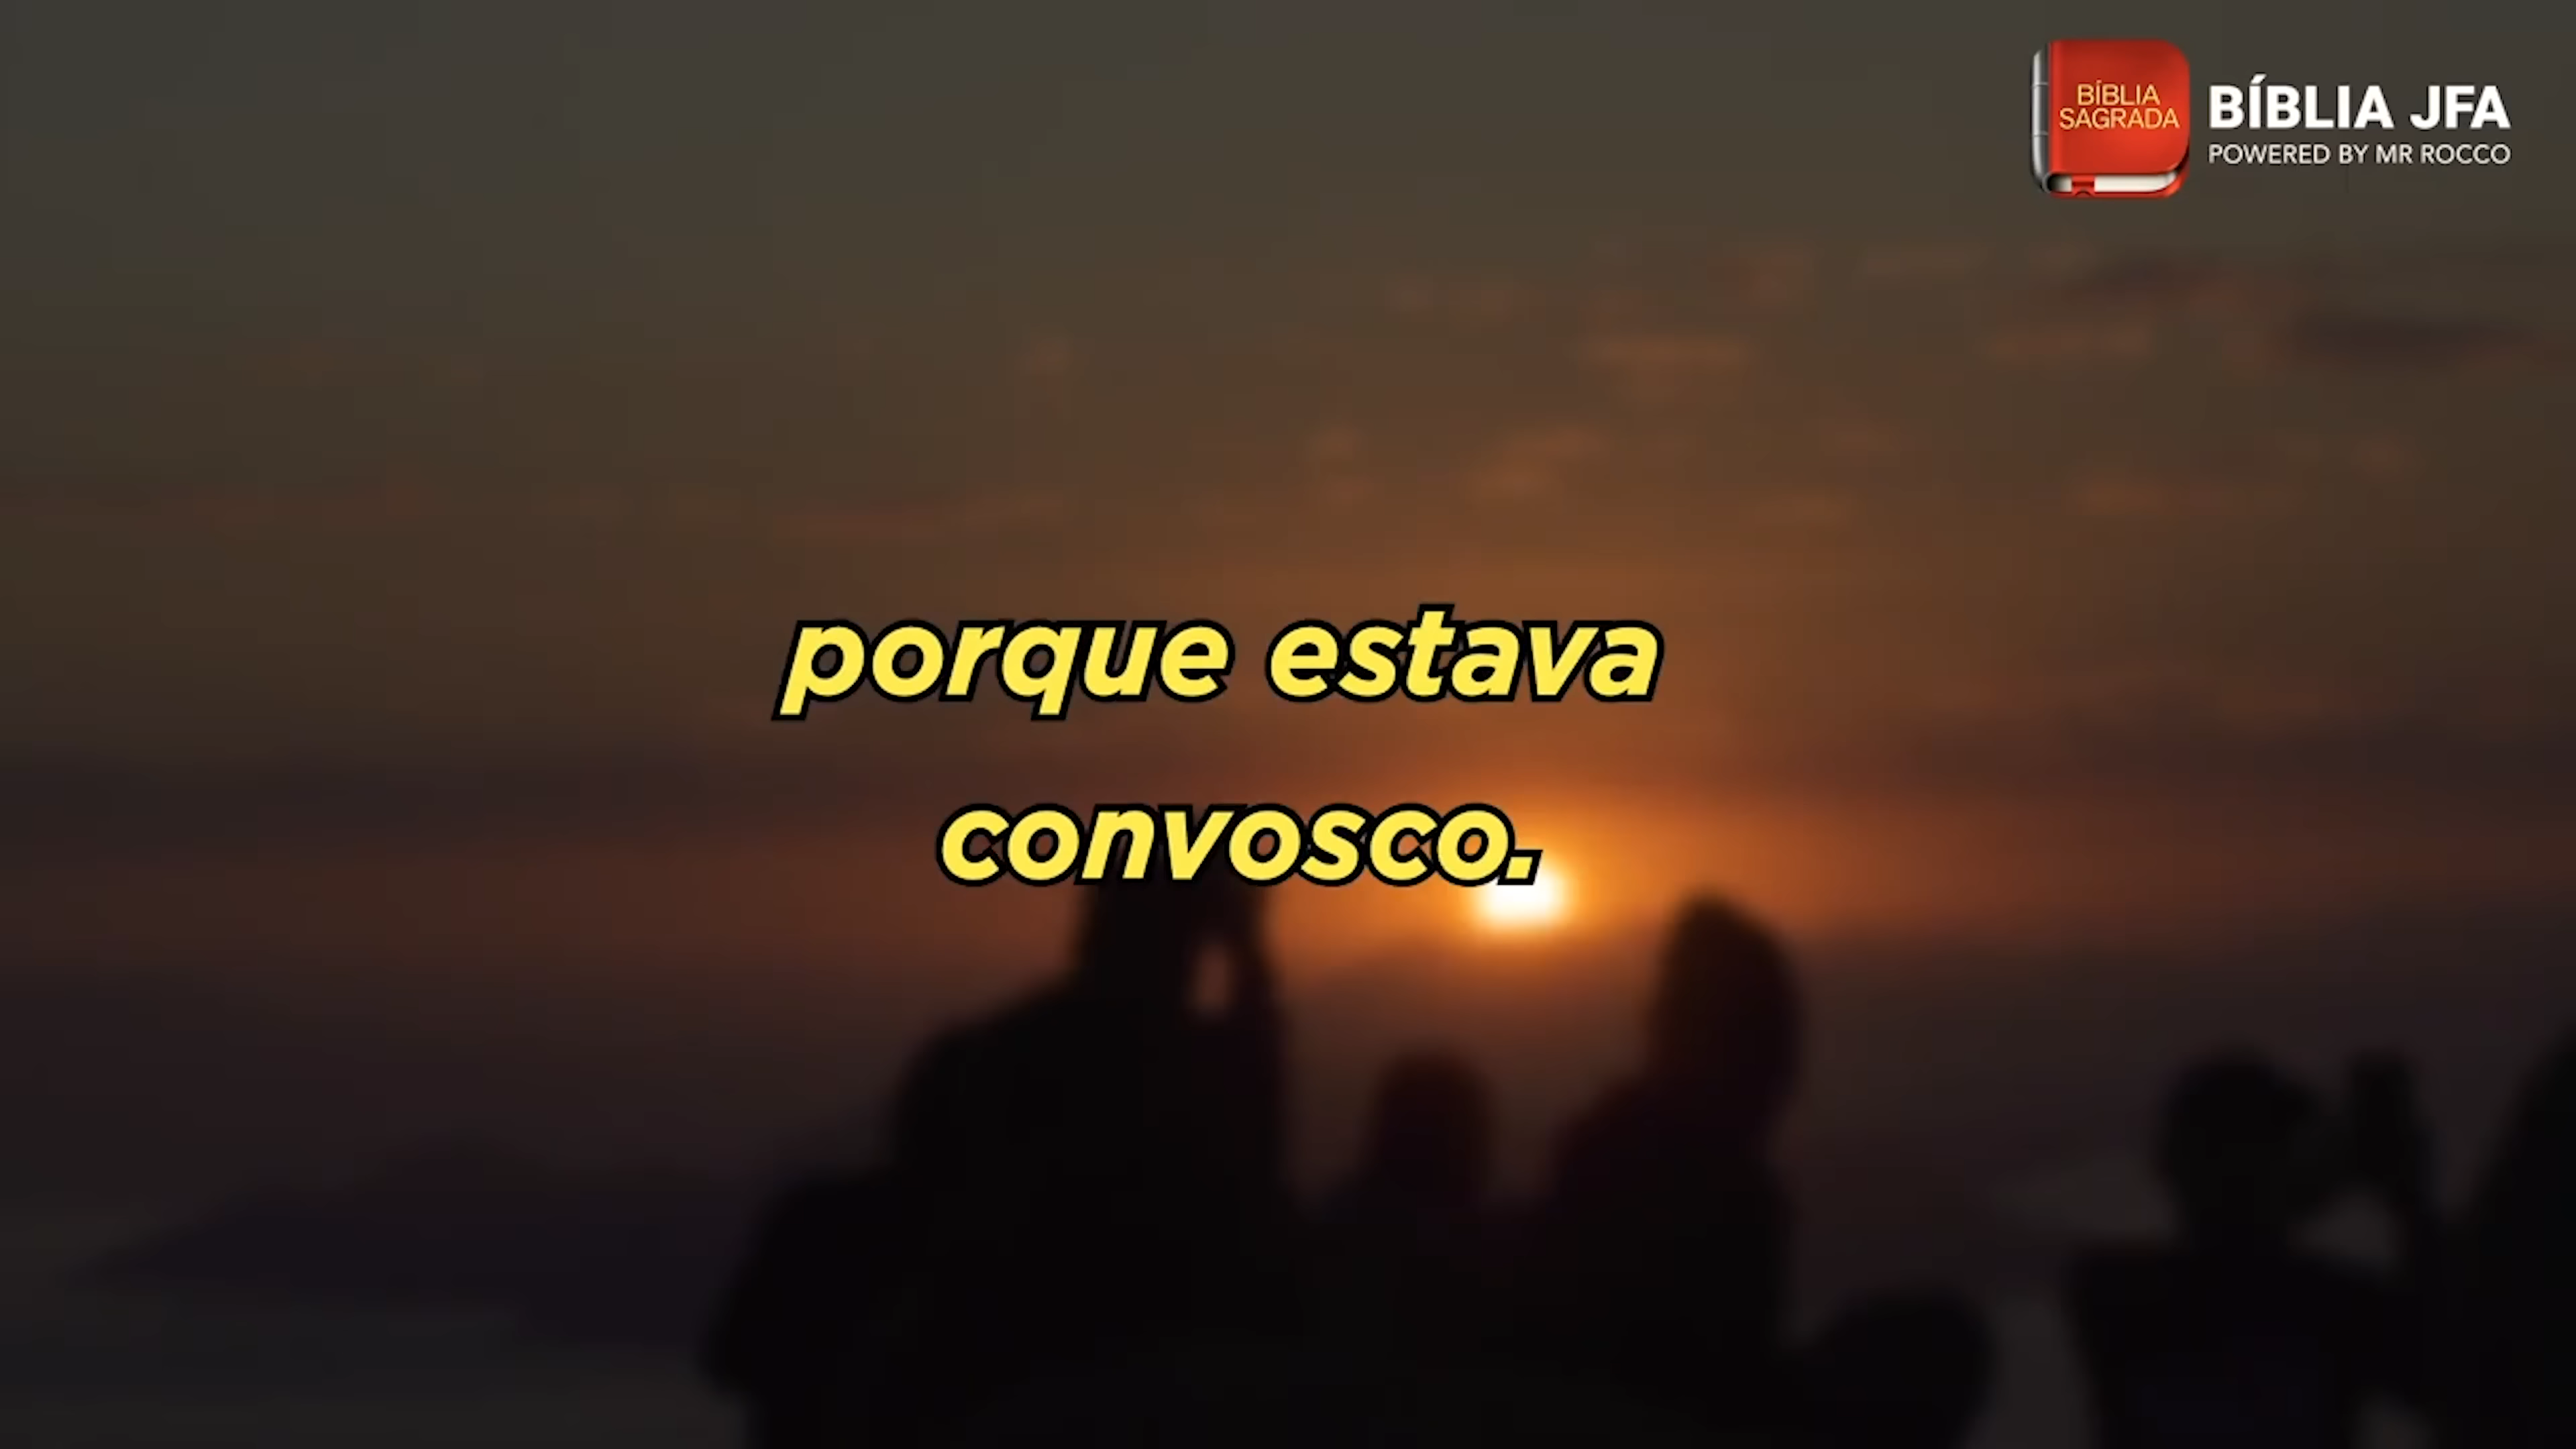 BÍBLIA
SAGRADA
BÍBLIA JFA
POWERED BY MR ROCCO
porque estava
convosco.